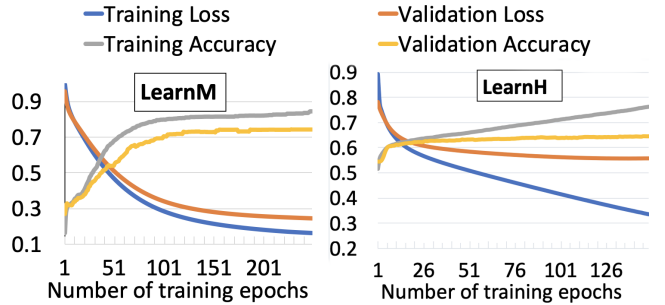 Training Loss
Validation Loss
Training Accuracy
Validation Accuracy
LearnM
0.9
0.7
0.5
0.3
0.1
1 51 101 151 201
Number of training epochs
LearnH
0.9
0.8
0.7
0.6
0.5
0.4
0.3
0.2
1 26 51 76 101 126
Number of training epochs